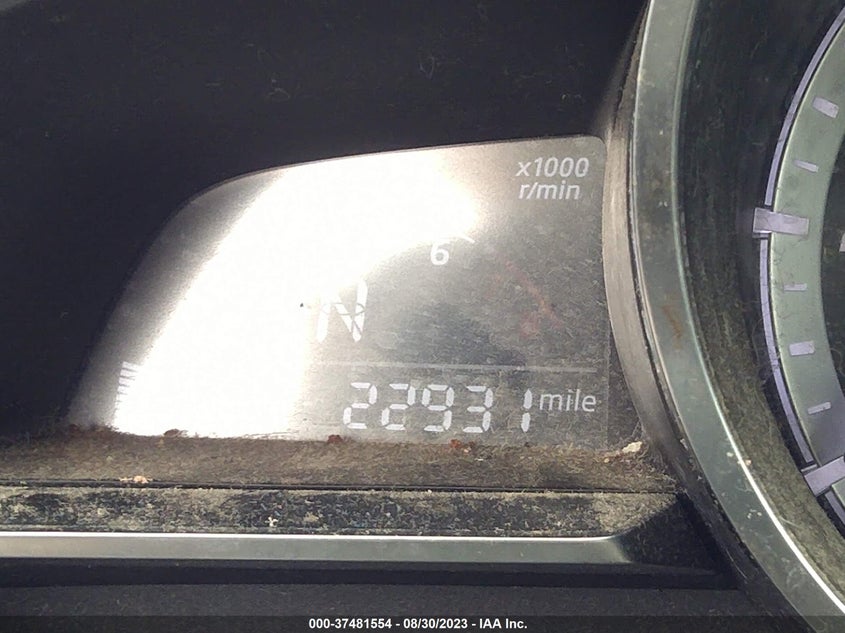 x1000
r/min
6
N
22931 mile
000-37481554 - 08/30/2023 - IAA Inc.